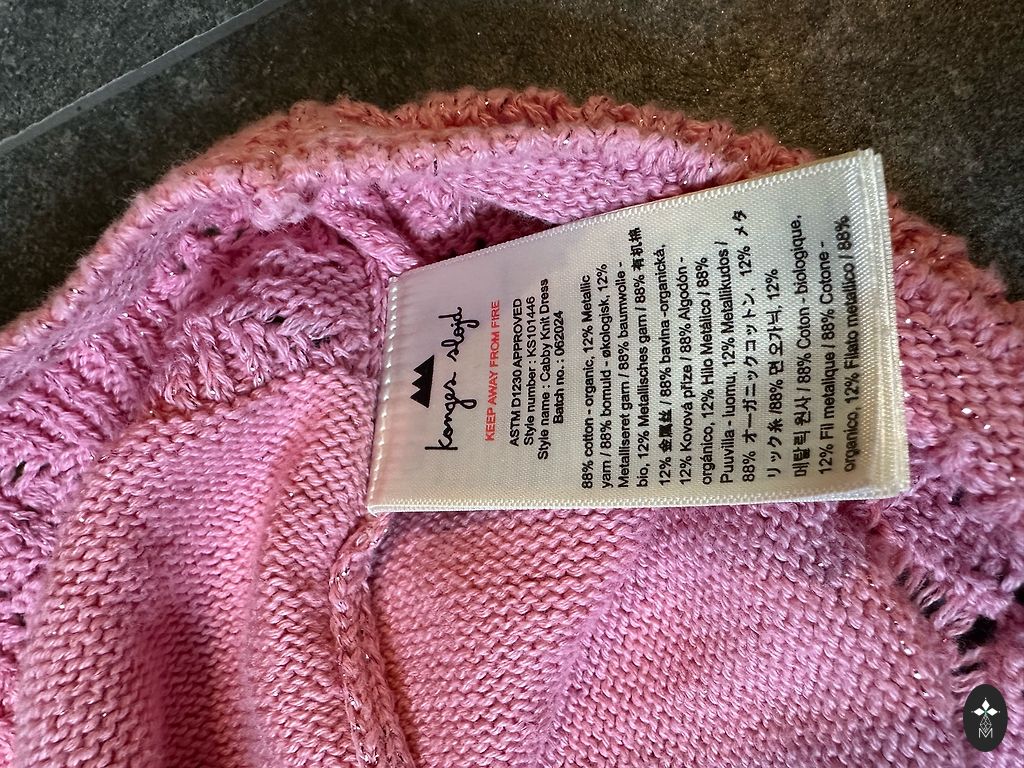 konges sløjd
KEEP AWAY FROM FIRE
ASTM D1230 APPROVED
Style number : KS101446
Style name : Cabby Knit Dress
Batch no. : 062024
88% cotton - organic, 12% Metallic
yarn / 88% bomuld - økologisk, 12%
Metalliseret garn / 88% baumwolle -
bio, 12% Metallisches garn / 88% 有机棉
12% 金属丝 / 88% bavlna -organická,
12% Kovová příze / 88% Algodón -
orgánico, 12% Hilo Metálico / 88%
Puuvilla - luomu, 12% Metallikudos /
88% オーガニックコットン、12% メタ
リック糸 /88% 면 오가닉, 12%
메탈릭 원사 / 88% Coton - biologique,
12% Fil metalique / 88% Cotone -
organico, 12% Filato metallico / 88%
M